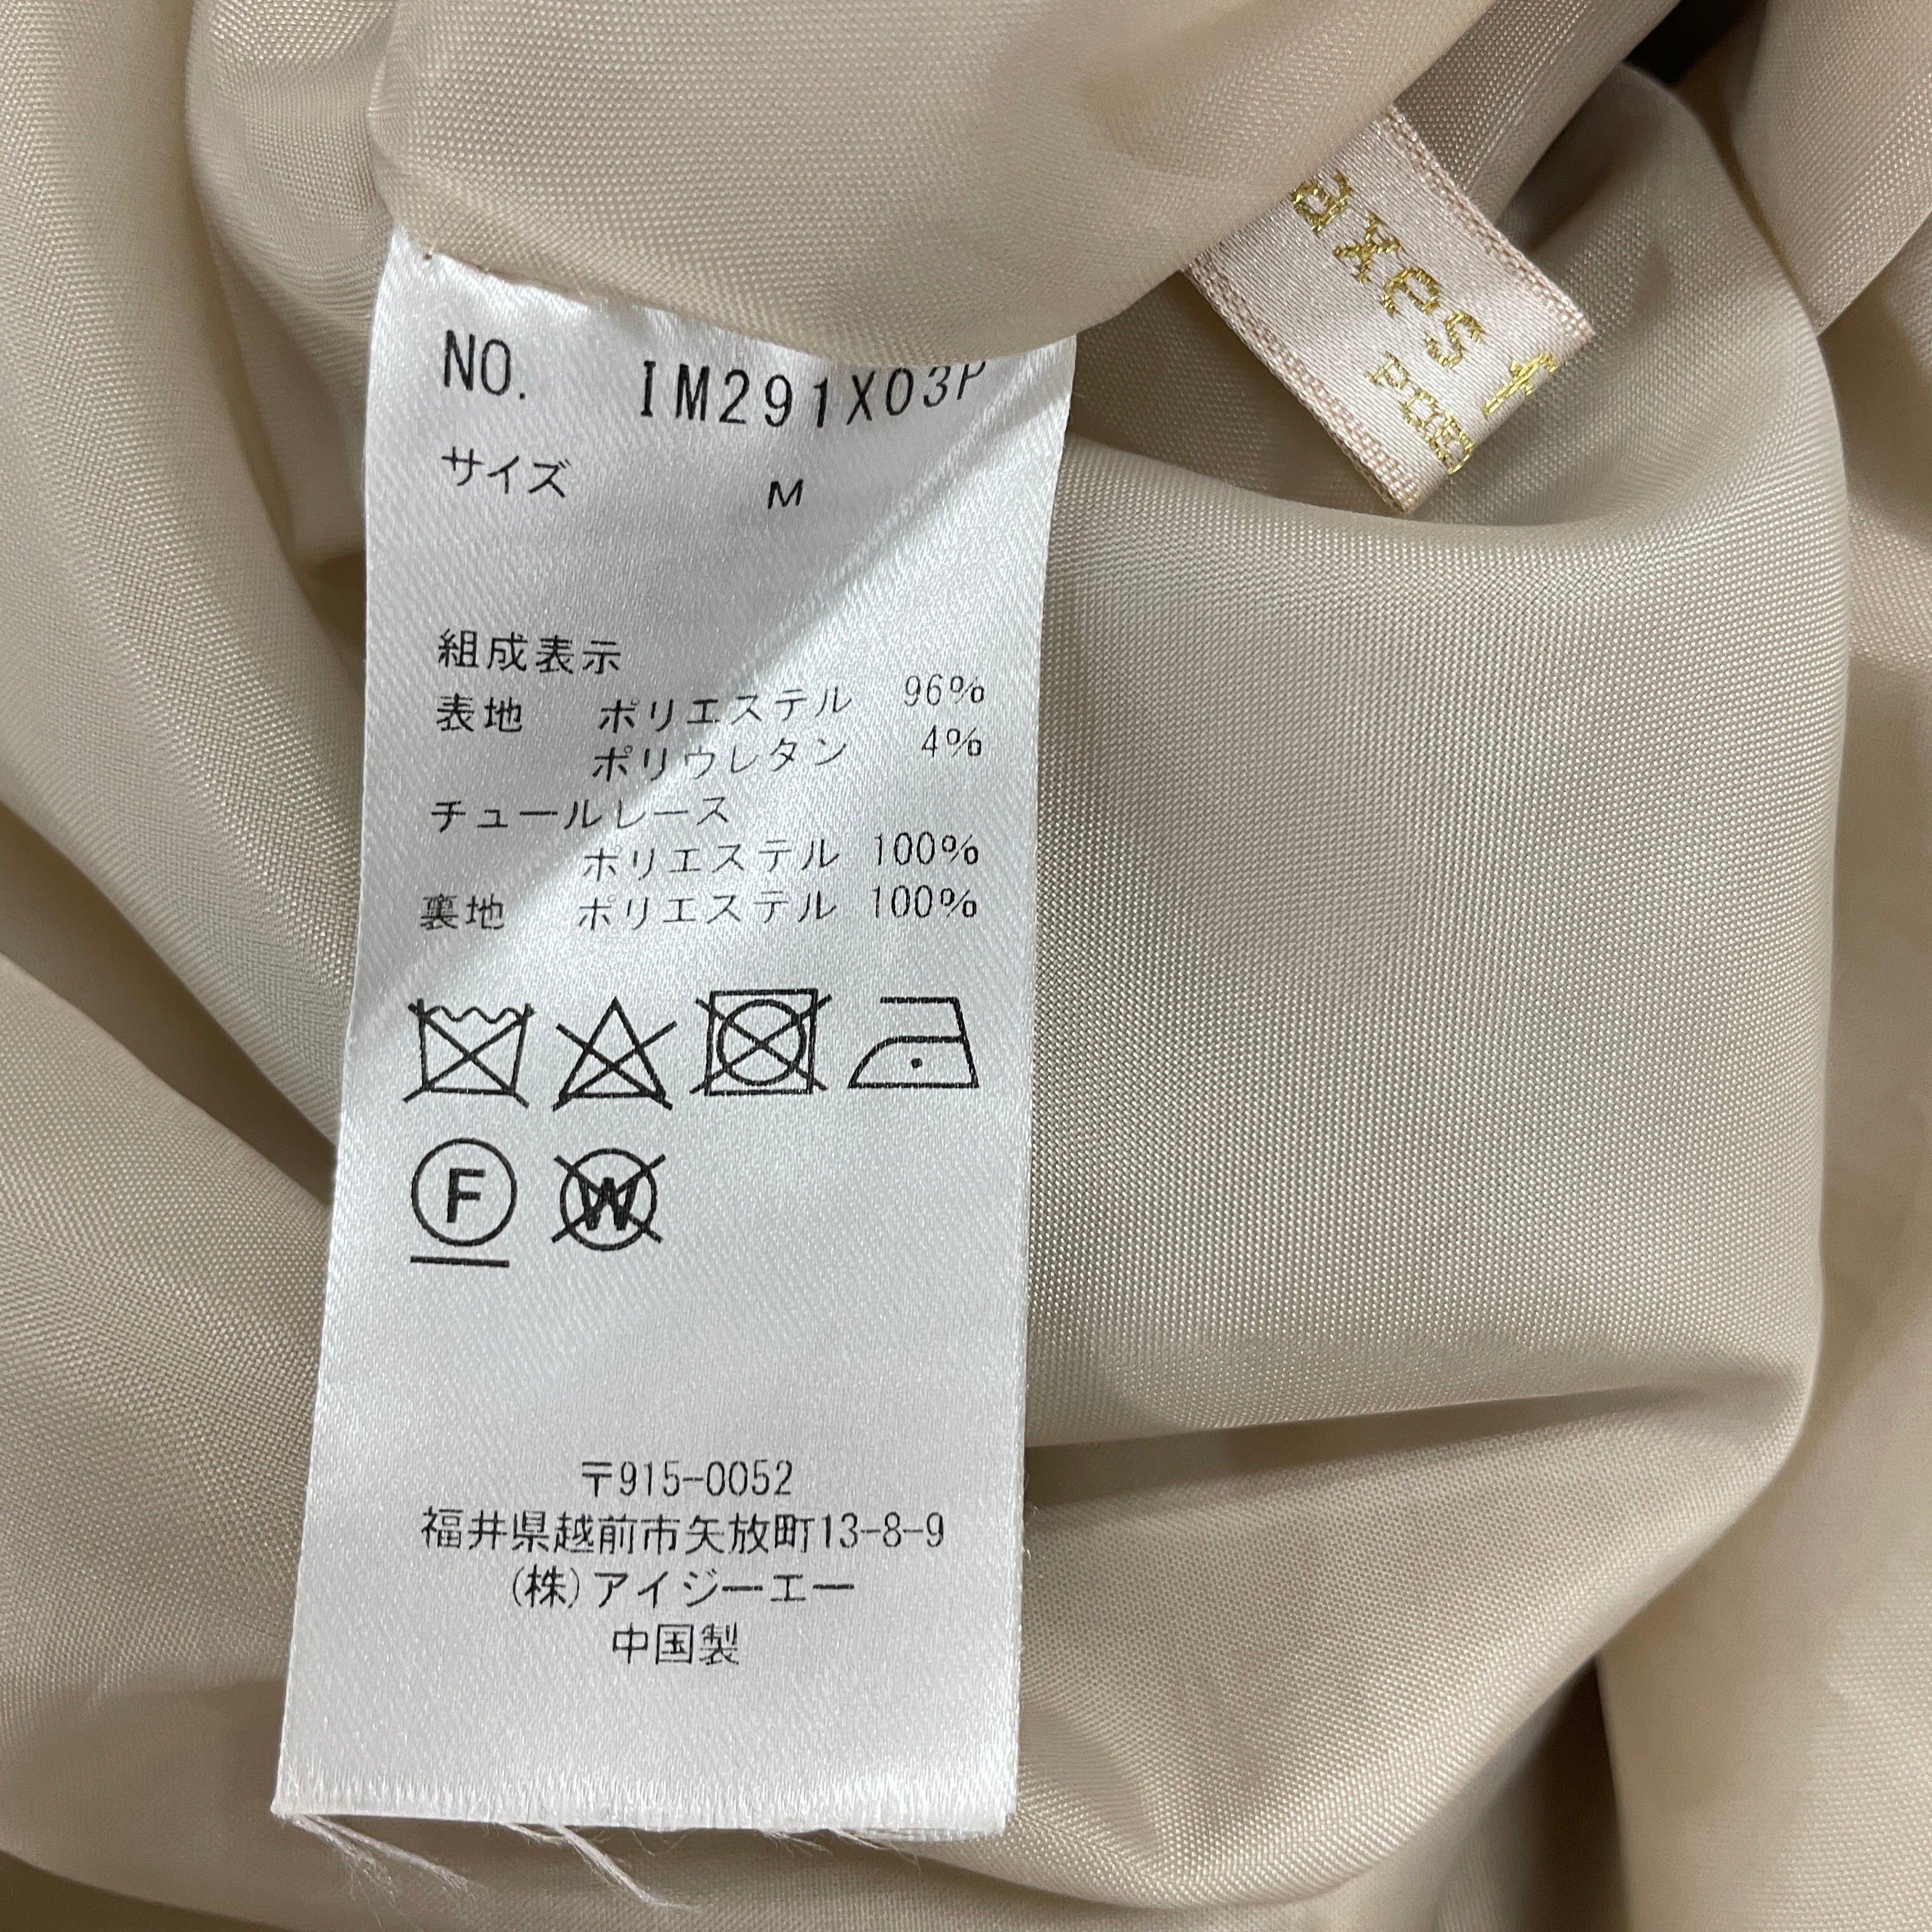 NO. IM291X03P
サイズ M
組成表示
表地 ポリエステル 96%
ポリウレタン 4%
チュールレース
ポリエステル 100%
裏地 ポリエステル 100%
F W
〒915-0052
福井県越前市矢放町13-8-9
(株)アイジーエー
中国製
axes f